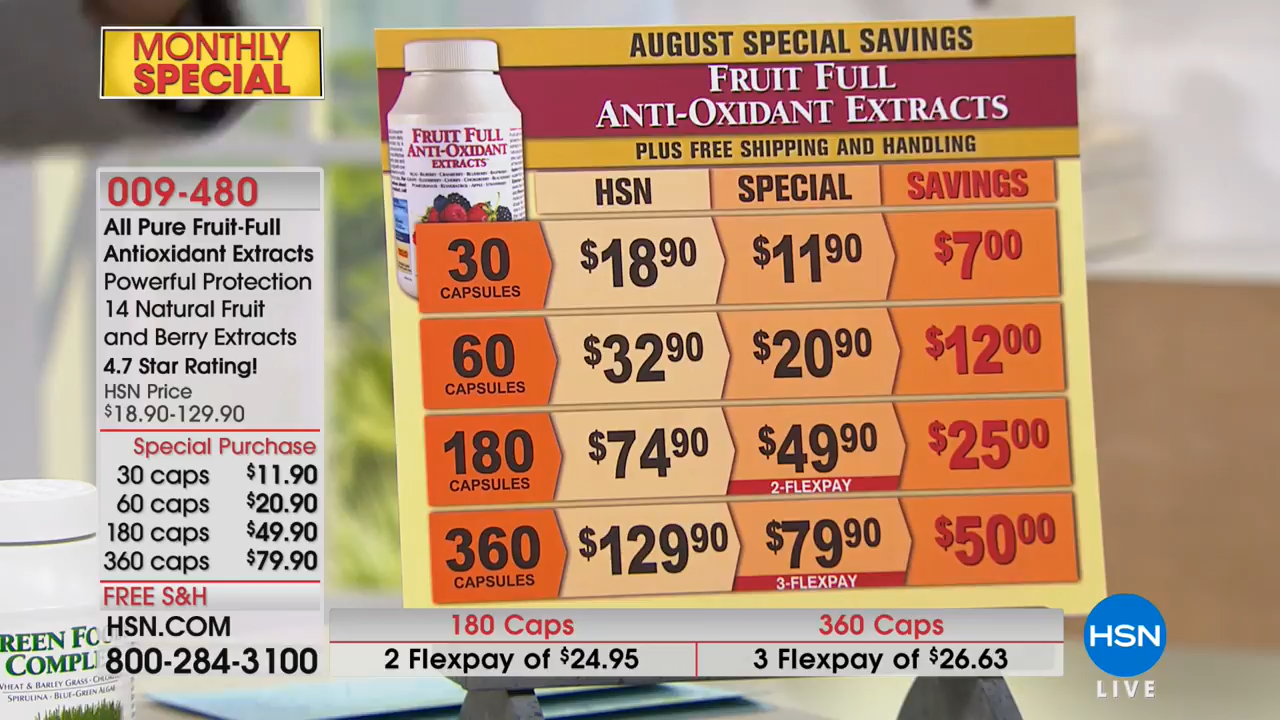 MONTHLY
SPECIAL
009-480
All Pure Fruit-Full
Antioxidant Extracts
Powerful Protection
14 Natural Fruit
and Berry Extracts
4.7 Star Rating!
HSN Price
$18.90-129.90
Special Purchase
30 caps $11.90
60 caps $20.90
180 caps $49.90
360 caps $79.90
FREE S&H
HSN.COM
800-284-3100
AUGUST SPECIAL SAVINGS
FRUIT FULL
ANTI-OXIDANT EXTRACTS
PLUS FREE SHIPPING AND HANDLING
FRUIT FULL
ANTI-OXIDANT
EXTRACTS
HSN SPECIAL SAVINGS
30 CAPSULES $18.90 $11.90 $7.00
60 CAPSULES $32.90 $20.90 $12.00
180 CAPSULES $74.90 $49.90 $25.00
2-FLEXPAY
360 CAPSULES $129.90 $79.90 $50.00
3-FLEXPAY
180 Caps 360 Caps
2 Flexpay of $24.95 3 Flexpay of $26.63
HSN
LIVE
REEN FO
COMPL
WHEAT & BARLEY GRASS
SPIRULINA - BLUE-GREEN ALGAE